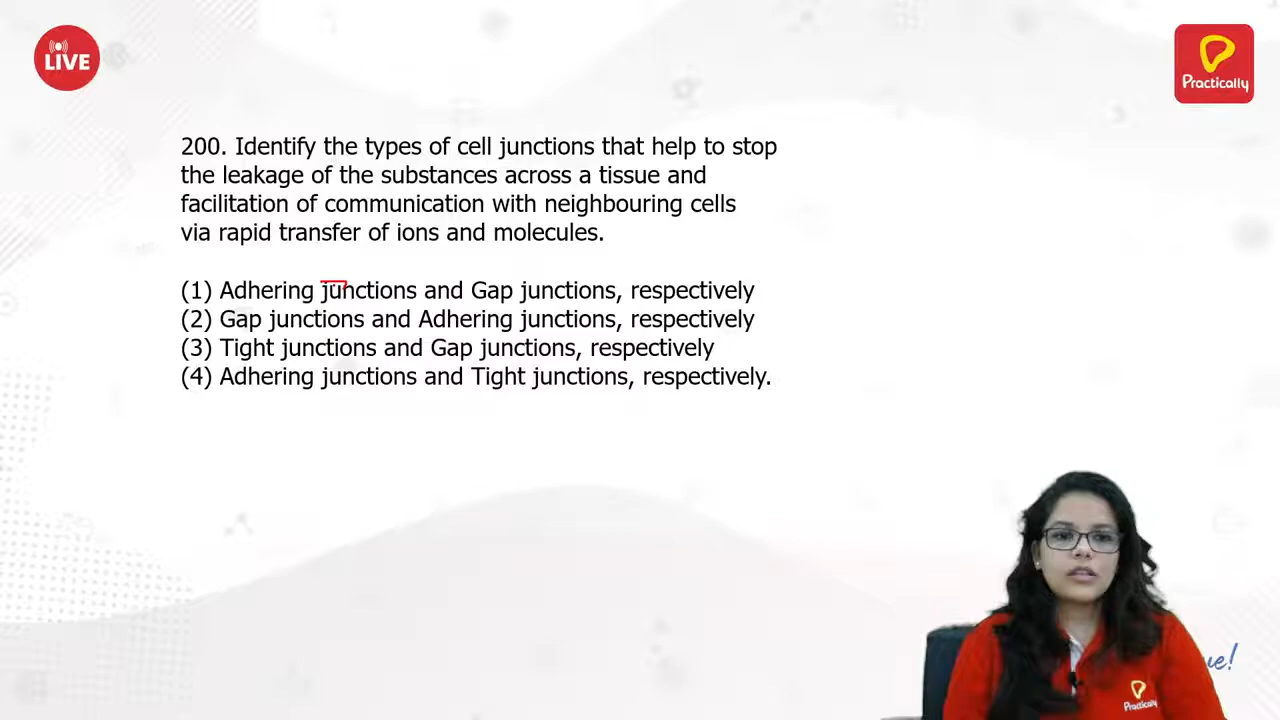 LIVE
Practically
200. Identify the types of cell junctions that help to stop
the leakage of the substances across a tissue and
facilitation of communication with neighbouring cells
via rapid transfer of ions and molecules.
(1) Adhering junctions and Gap junctions, respectively
(2) Gap junctions and Adhering junctions, respectively
(3) Tight junctions and Gap junctions, respectively
(4) Adhering junctions and Tight junctions, respectively.
Practically